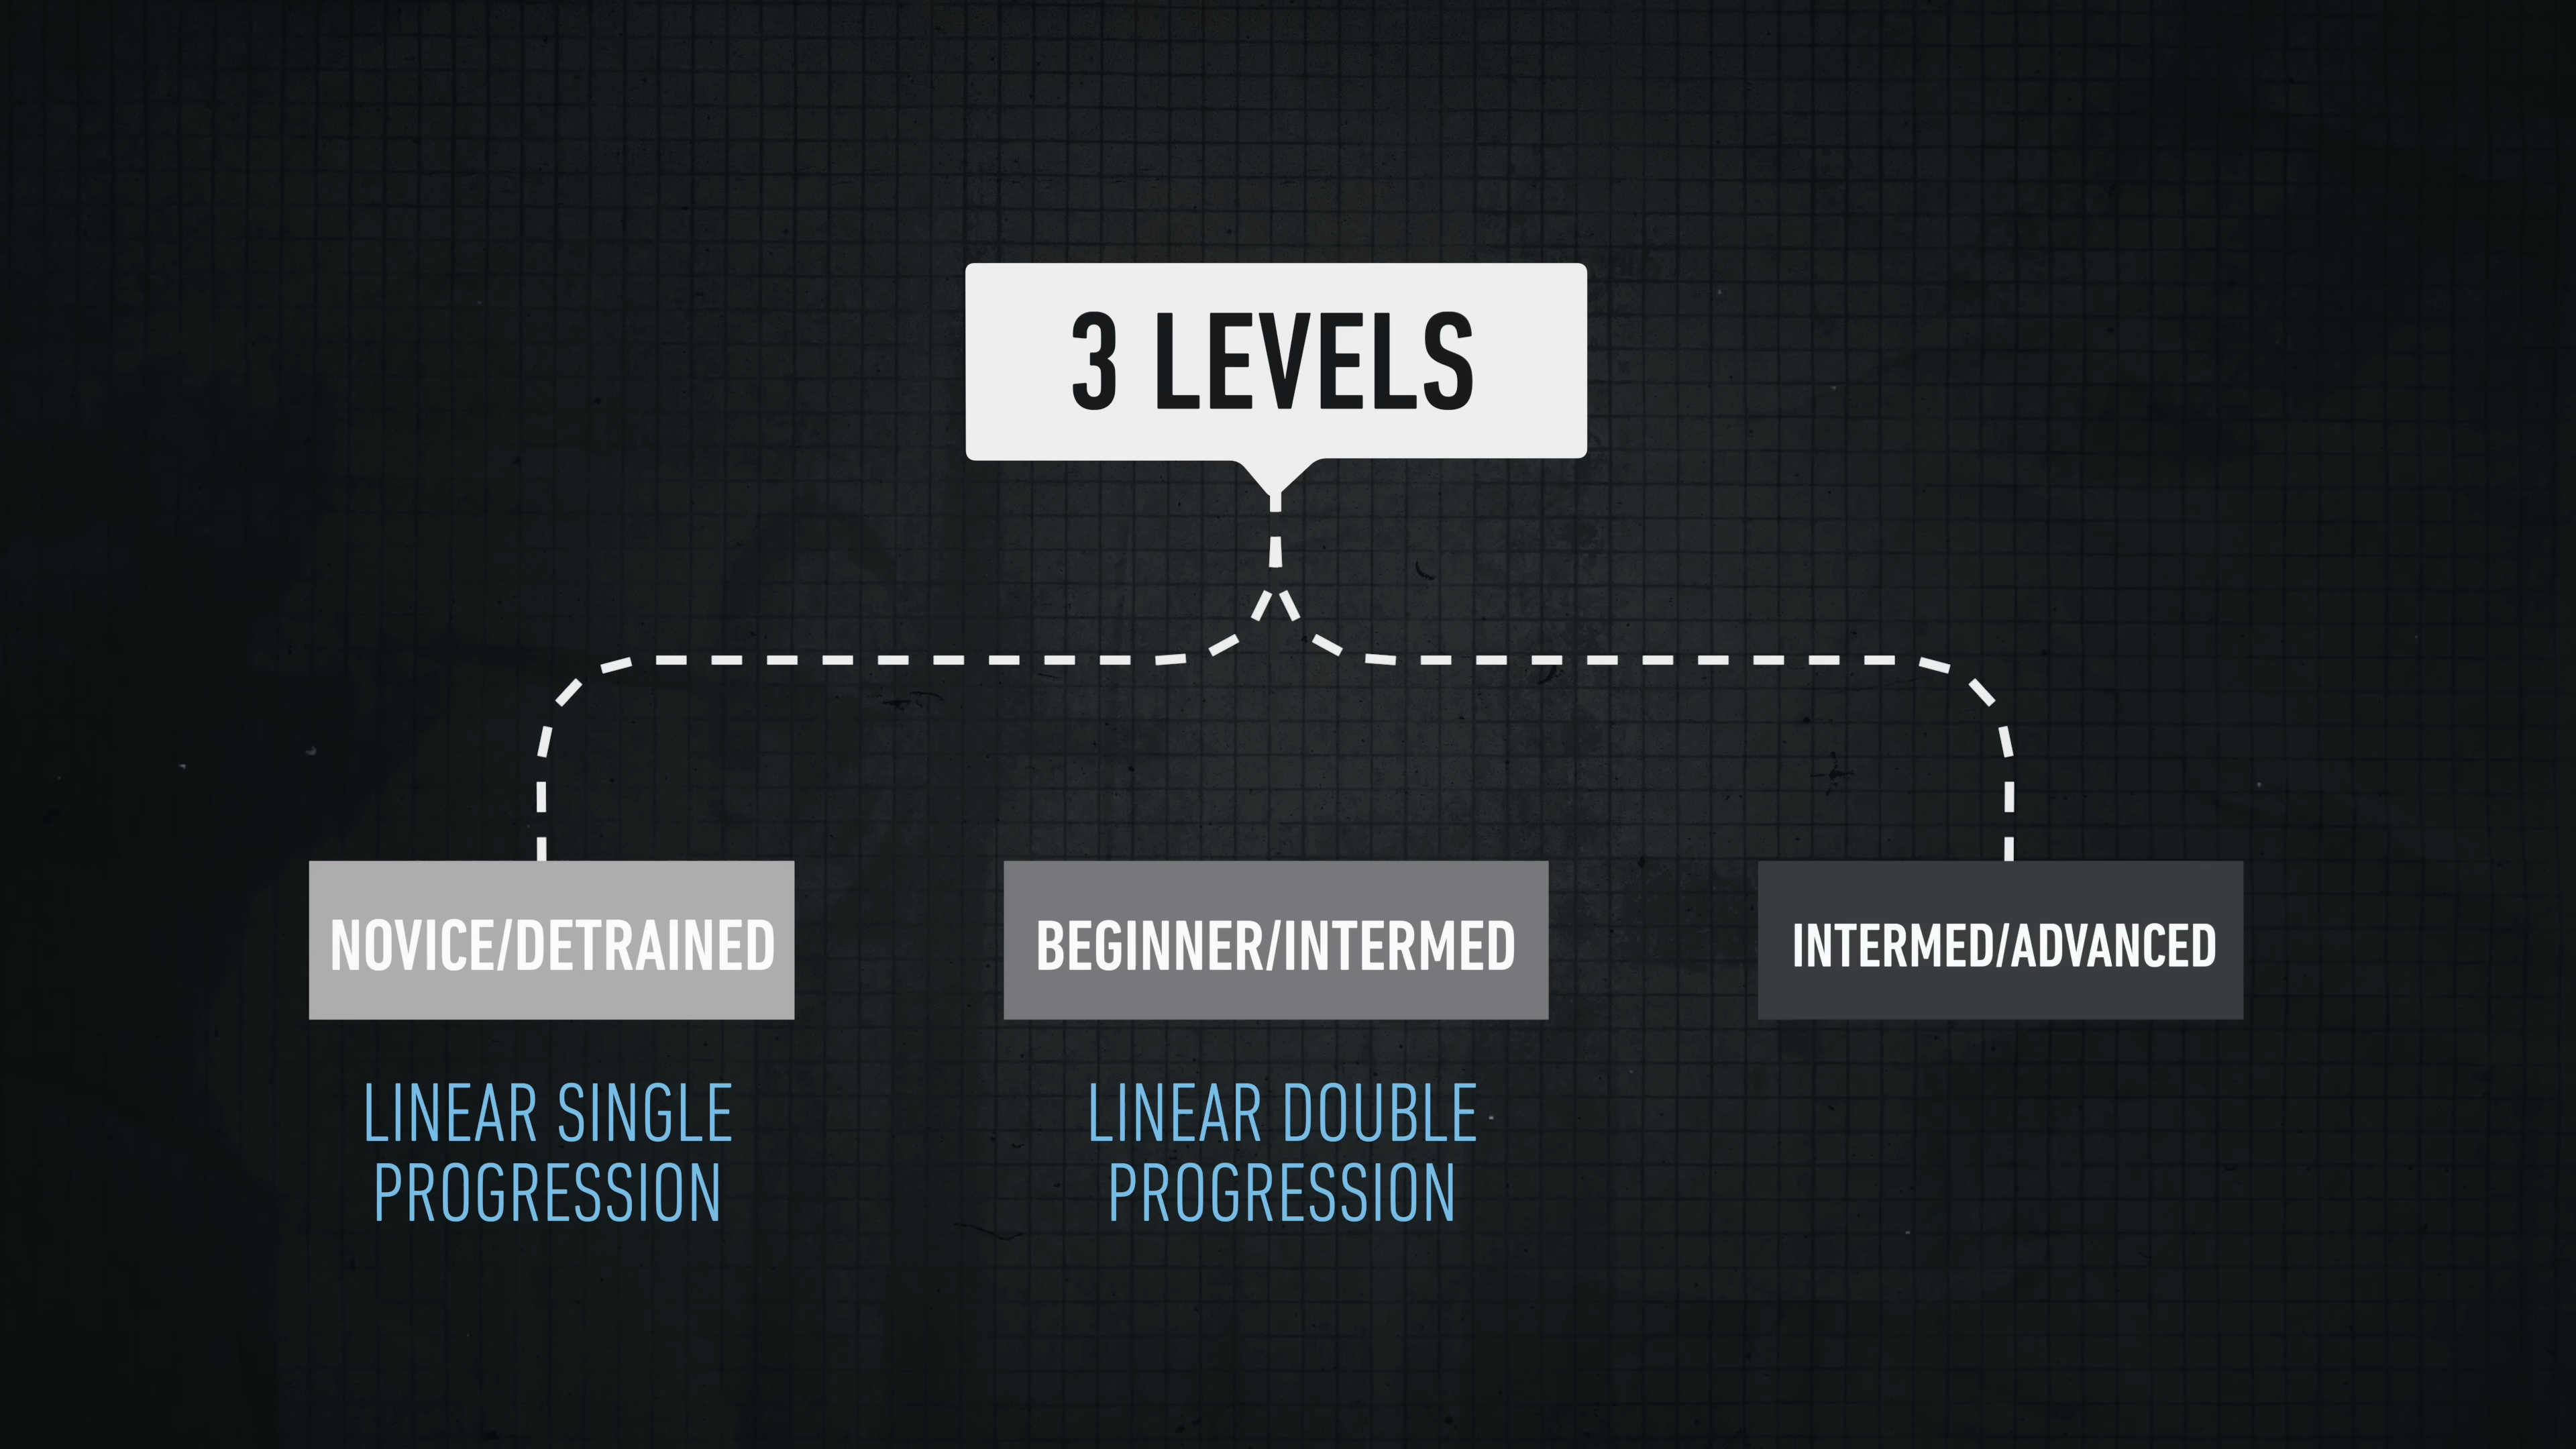 3 LEVELS
NOVICE/DETRAINED
LINEAR SINGLE
PROGRESSION
BEGINNER/INTERMED
LINEAR DOUBLE
PROGRESSION
INTERMED/ADVANCED